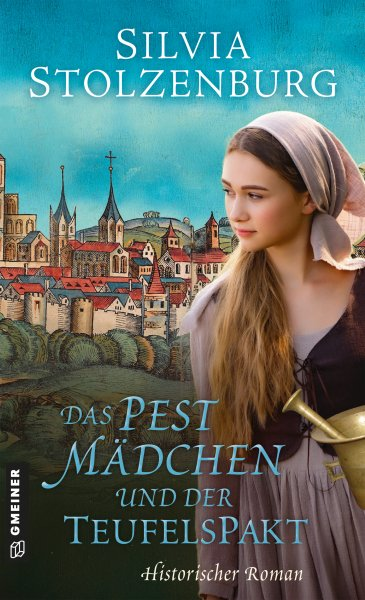 SILVIA
STOLZENBURG
DAS PEST
MÄDCHEN
UND DER
TEUFELSPAKT
Historischer Roman
GMEINER